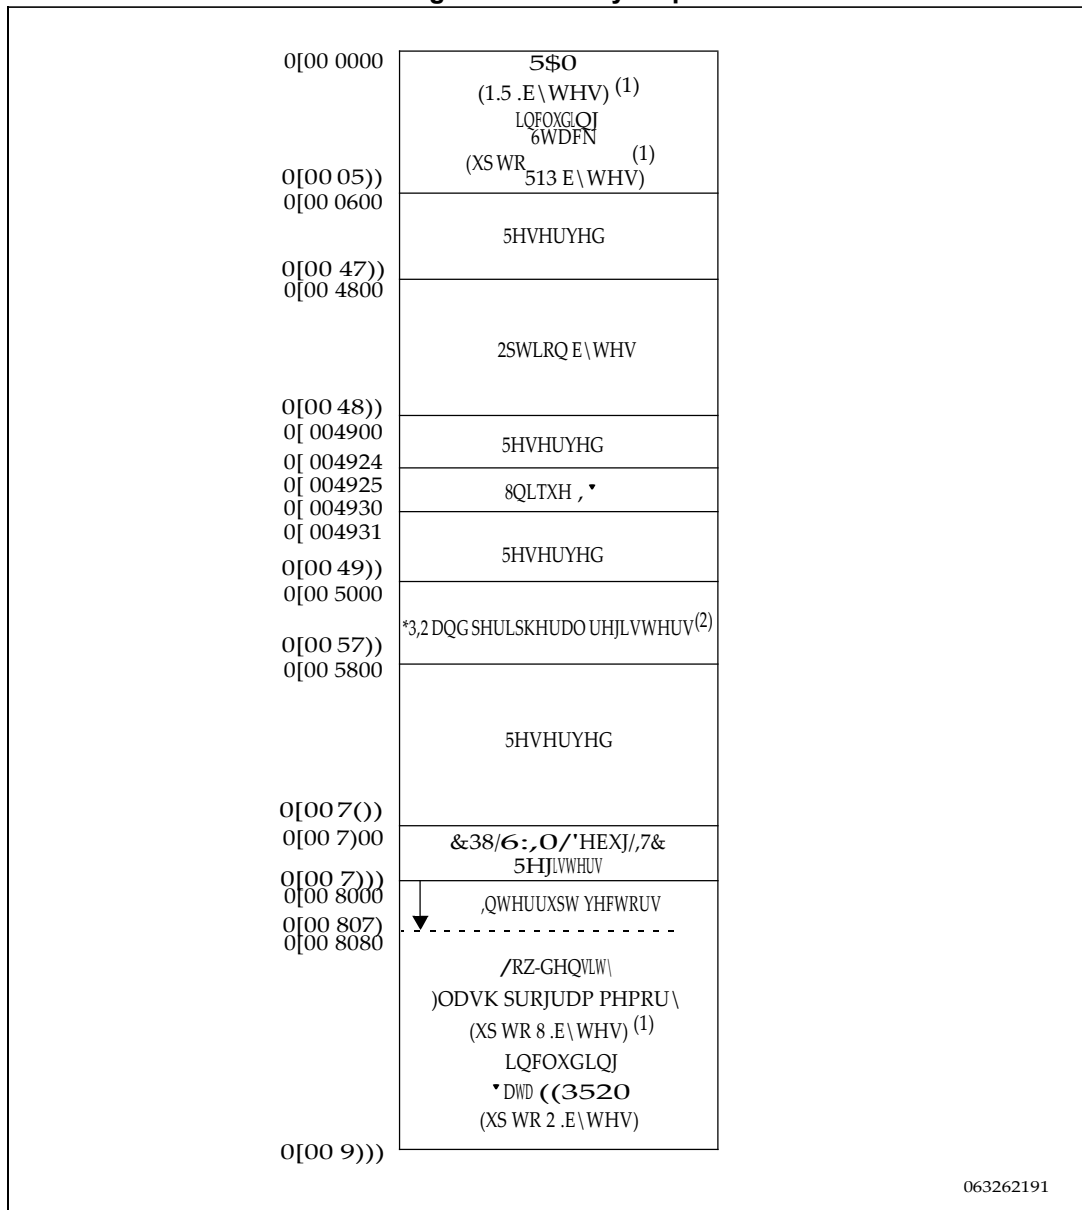 0[00 0000
5$0
(1.5 .E\WHV) (1)
LQFOXGLQJ
6WDFN
(XS WR (1)
513 E\WHV)
0[00 05))
0[00 0600
5HVHUYHG
0[00 47))
0[00 4800
2SWLRQ E\WHV
0[00 48))
0[ 004900
5HVHUYHG
0[ 004924
0[ 004925
8QLTXH , ▾
0[ 004930
0[ 004931
5HVHUYHG
0[00 49))
0[00 5000
*3,2 DQG SHULSKHUDO UHJLVWHUV(2)
0[00 57))
0[00 5800
5HVHUYHG
0[00 7())
0[00 7)00
&38/6:,0/'HEXJ/,7&
5HJLVWHUV
0[00 7)))
0[00 8000
,QWHUUXSW YHFWRUV
0[00 807)
0[00 8080
/RZ-GHQVLW\
)ODVK SURJUDP PHPRU\
(XS WR 8 .E\WHV) (1)
LQFOXGLQJ
▾DWD ((3520
(XS WR 2 .E\WHV)
0[00 9)))
063262191